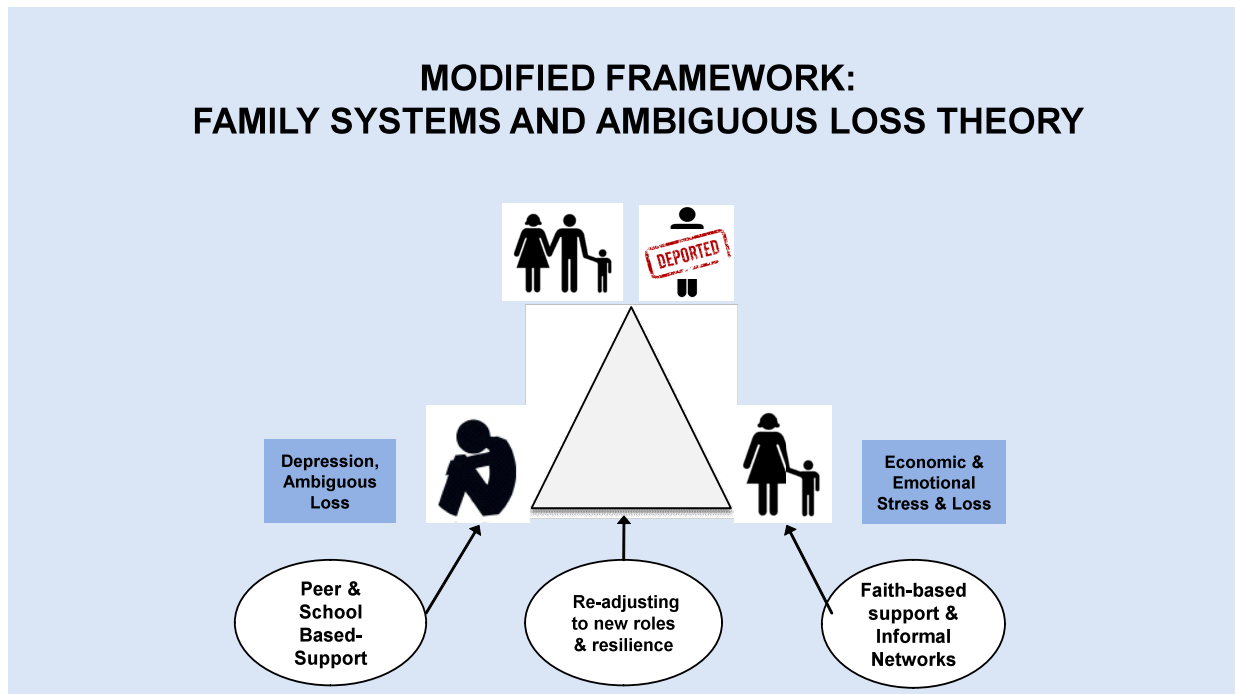 MODIFIED FRAMEWORK:
FAMILY SYSTEMS AND AMBIGUOUS LOSS THEORY
DEPORTED
Depression,
Ambiguous
Loss
Economic &
Emotional
Stress & Loss
Peer &
School
Based-
Support
Re-adjusting
to new roles
& resilience
Faith-based
support &
Informal
Networks